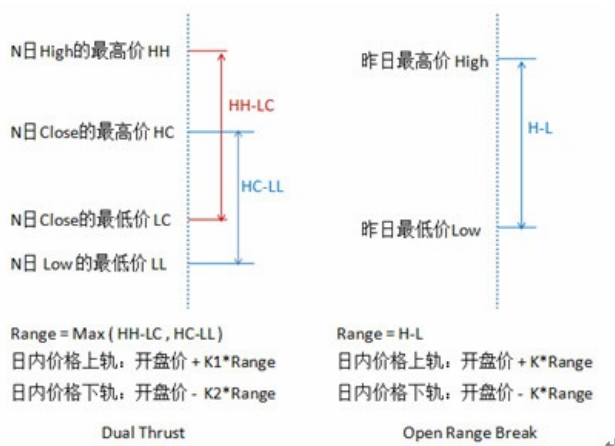 N日High的最高价 HH
HH-LC
N日Close的最高价 HC
HC-LL
N日Close的最低价 LC
N日 Low 的最低价 LL
Range = Max ( HH-LC , HC-LL )
日内价格上轨：开盘价 + K1*Range
日内价格下轨：开盘价 - K2*Range
Dual Thrust
昨日最高价 High
H-L
昨日最低价Low
Range = H-L
日内价格上轨：开盘价 + K*Range
日内价格下轨：开盘价 - K*Range
Open Range Break